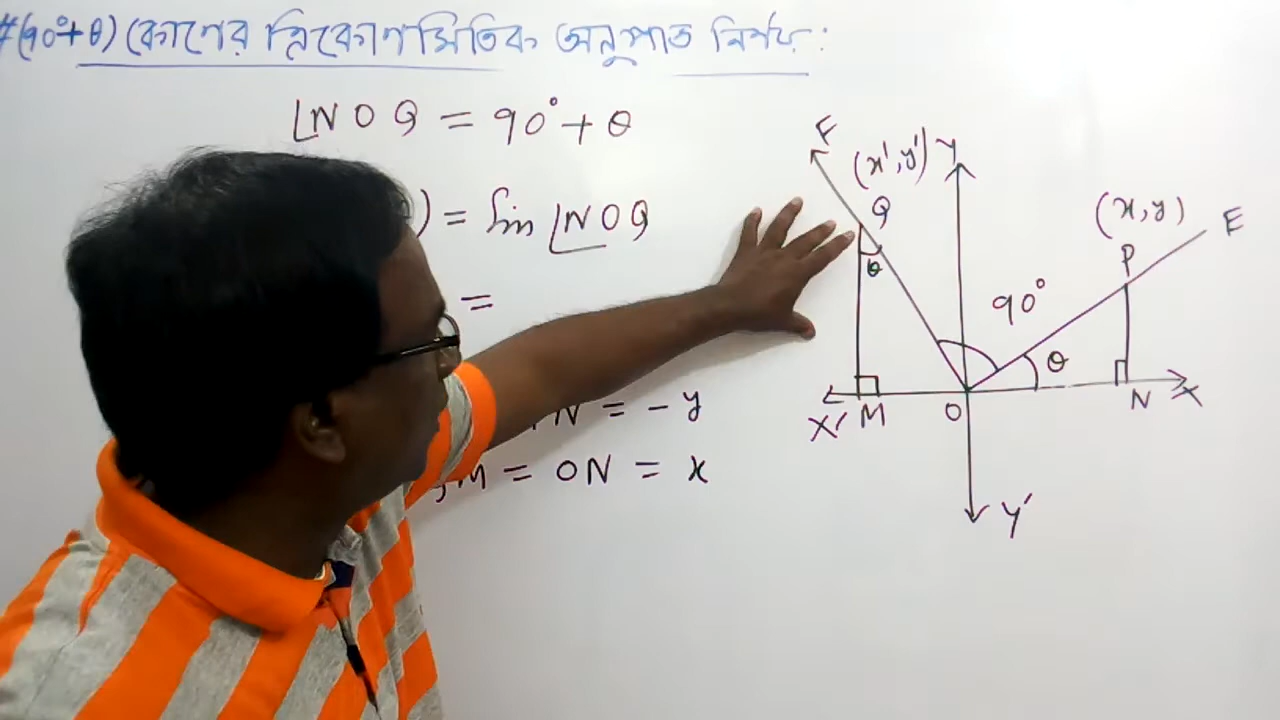 #(90°+θ) কোণের ত্রিকোণমিতিক অনুপাত নির্ণয়:
∠NOQ = 90°+θ
) = Sin ∠NOQ
=
N = -y
M = ON = x
F
(x', y')
Y
Q
θ
(x, y)
E
P
90°
θ
X'
M
O
N
X
Y'